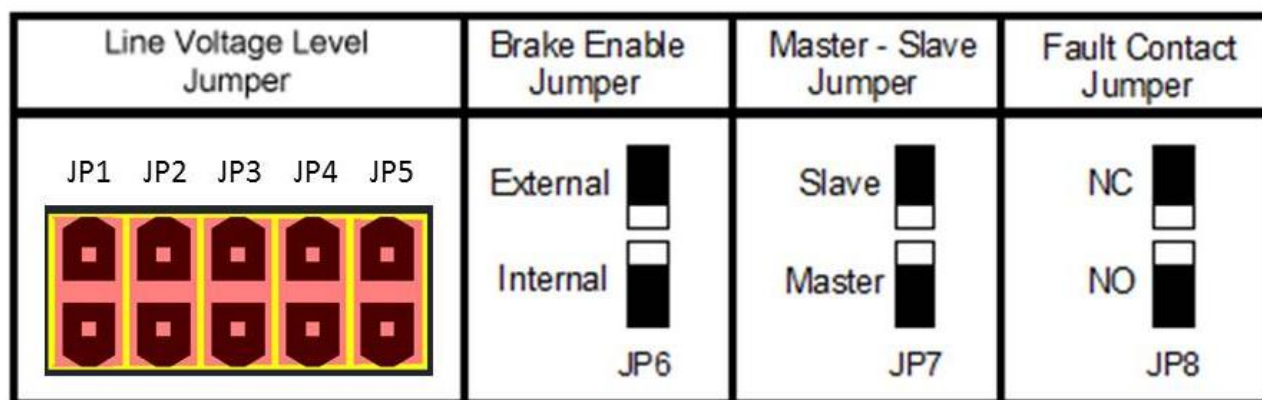 Line Voltage Level
Jumper
Brake Enable
Jumper
Master - Slave
Jumper
Fault Contact
Jumper
JP1 JP2 JP3 JP4 JP5
External
Internal
JP6
Slave
Master
JP7
NC
NO
JP8